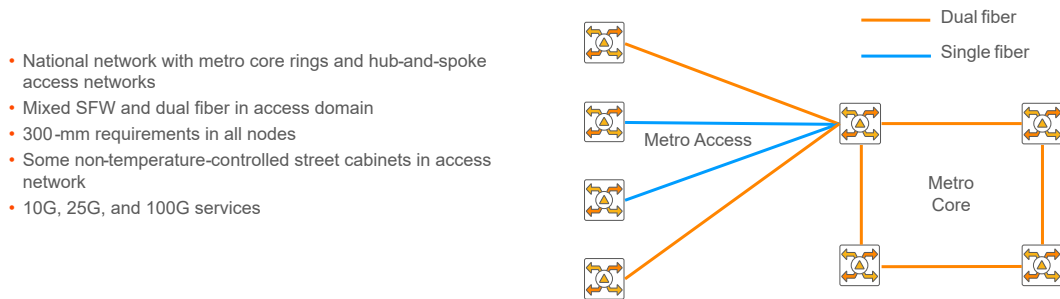 • National network with metro core rings and hub-and-spoke
access networks
• Mixed SFW and dual fiber in access domain
• 300-mm requirements in all nodes
• Some non-temperature-controlled street cabinets in access
network
• 10G, 25G, and 100G services
Dual fiber
Single fiber
Metro Access
Metro
Core